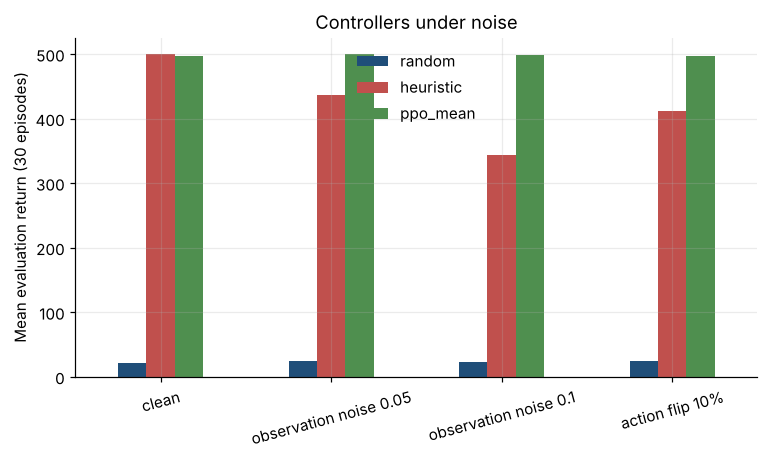 Controllers under noise
Mean evaluation return (30 episodes)
500
400
300
200
100
0
random
heuristic
ppo_mean
clean
observation noise 0.05
observation noise 0.1
action flip 10%